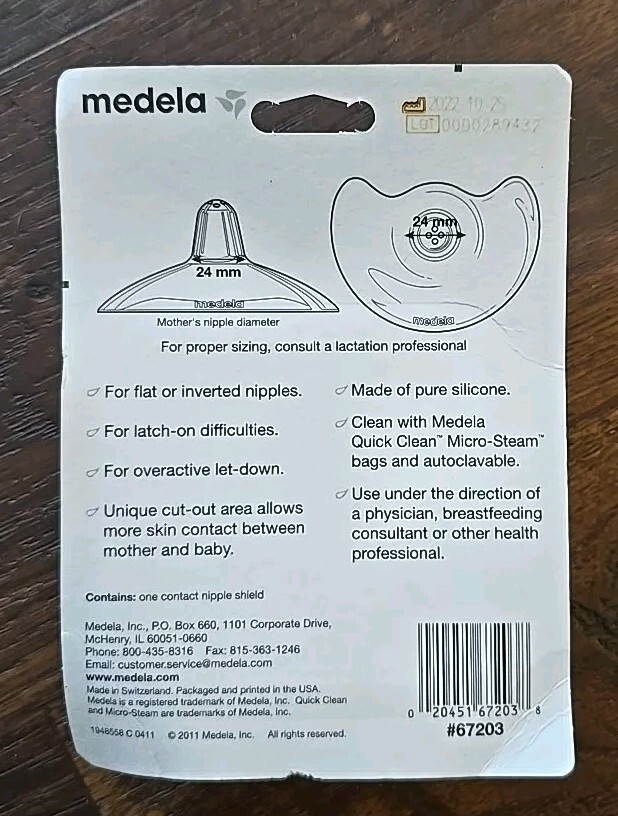 medela
2022 10 25
LOT 0000289432
24 mm
medela
Mother's nipple diameter
24 mm
medela
For proper sizing, consult a lactation professional
For flat or inverted nipples.
For latch-on difficulties.
For overactive let-down.
Unique cut-out area allows
more skin contact between
mother and baby.
Made of pure silicone.
Clean with Medela
Quick Clean™ Micro-Steam™
bags and autoclavable.
Use under the direction of
a physician, breastfeeding
consultant or other health
professional.
Contains: one contact nipple shield
Medela, Inc., P.O. Box 660, 1101 Corporate Drive,
McHenry, IL 60051-0660
Phone: 800-435-8316 Fax: 815-363-1246
Email: customer.service@medela.com
www.medela.com
Made in Switzerland. Packaged and printed in the USA.
Medela is a registered trademark of Medela, Inc. Quick Clean
and Micro-Steam are trademarks of Medela, Inc.
1948558 C 0411 © 2011 Medela, Inc. All rights reserved.
0 20451 67203 8
#67203